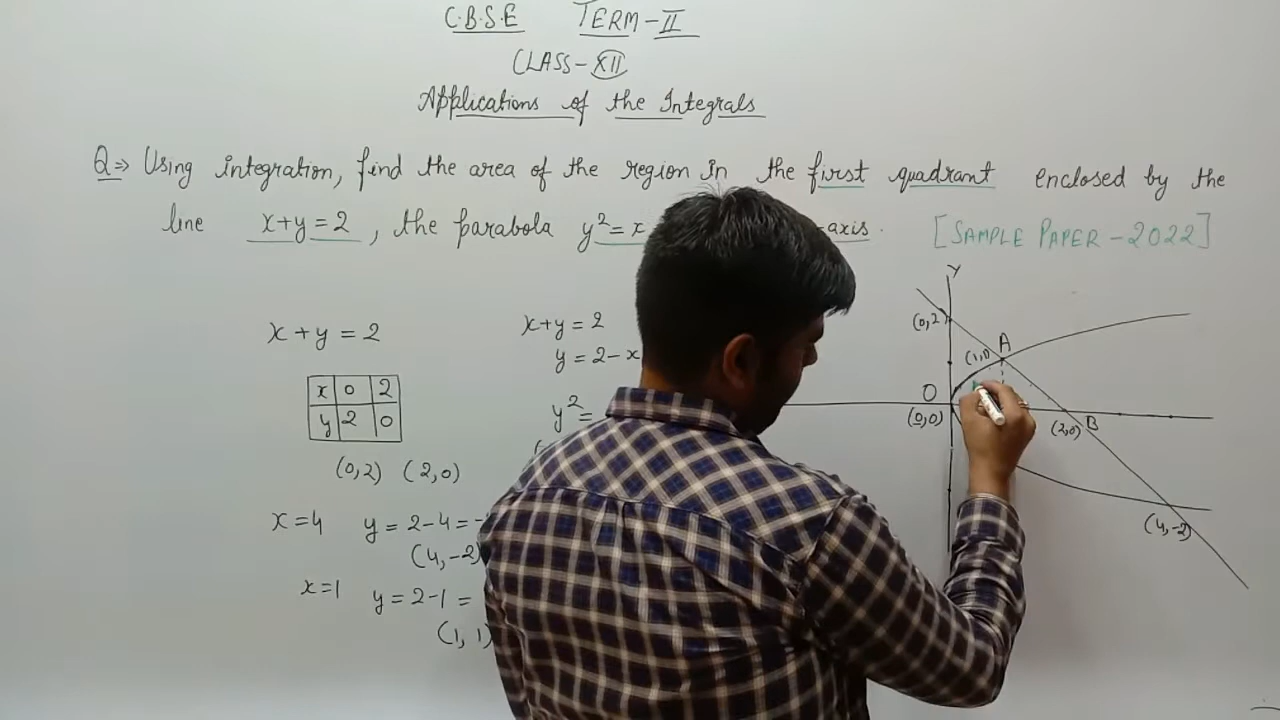 C.B.S.E TERM-II
CLASS-XII
Applications of the Integrals
Q⇒ Using integration, find the area of the region in the first quadrant enclosed by the
line x+y=2, the parabola y²=x -axis. [SAMPLE PAPER-2022]
x+y=2
x 0 2
y 2 0
(0,2) (2,0)
x=4 y=2-4=-
(4,-2)
x=1 y=2-1=
(1,1)
x+y=2
y=2-x
y²=
Y
(0,2)
(1,1) A
O
(0,0)
(2,0) B
(4,-2)